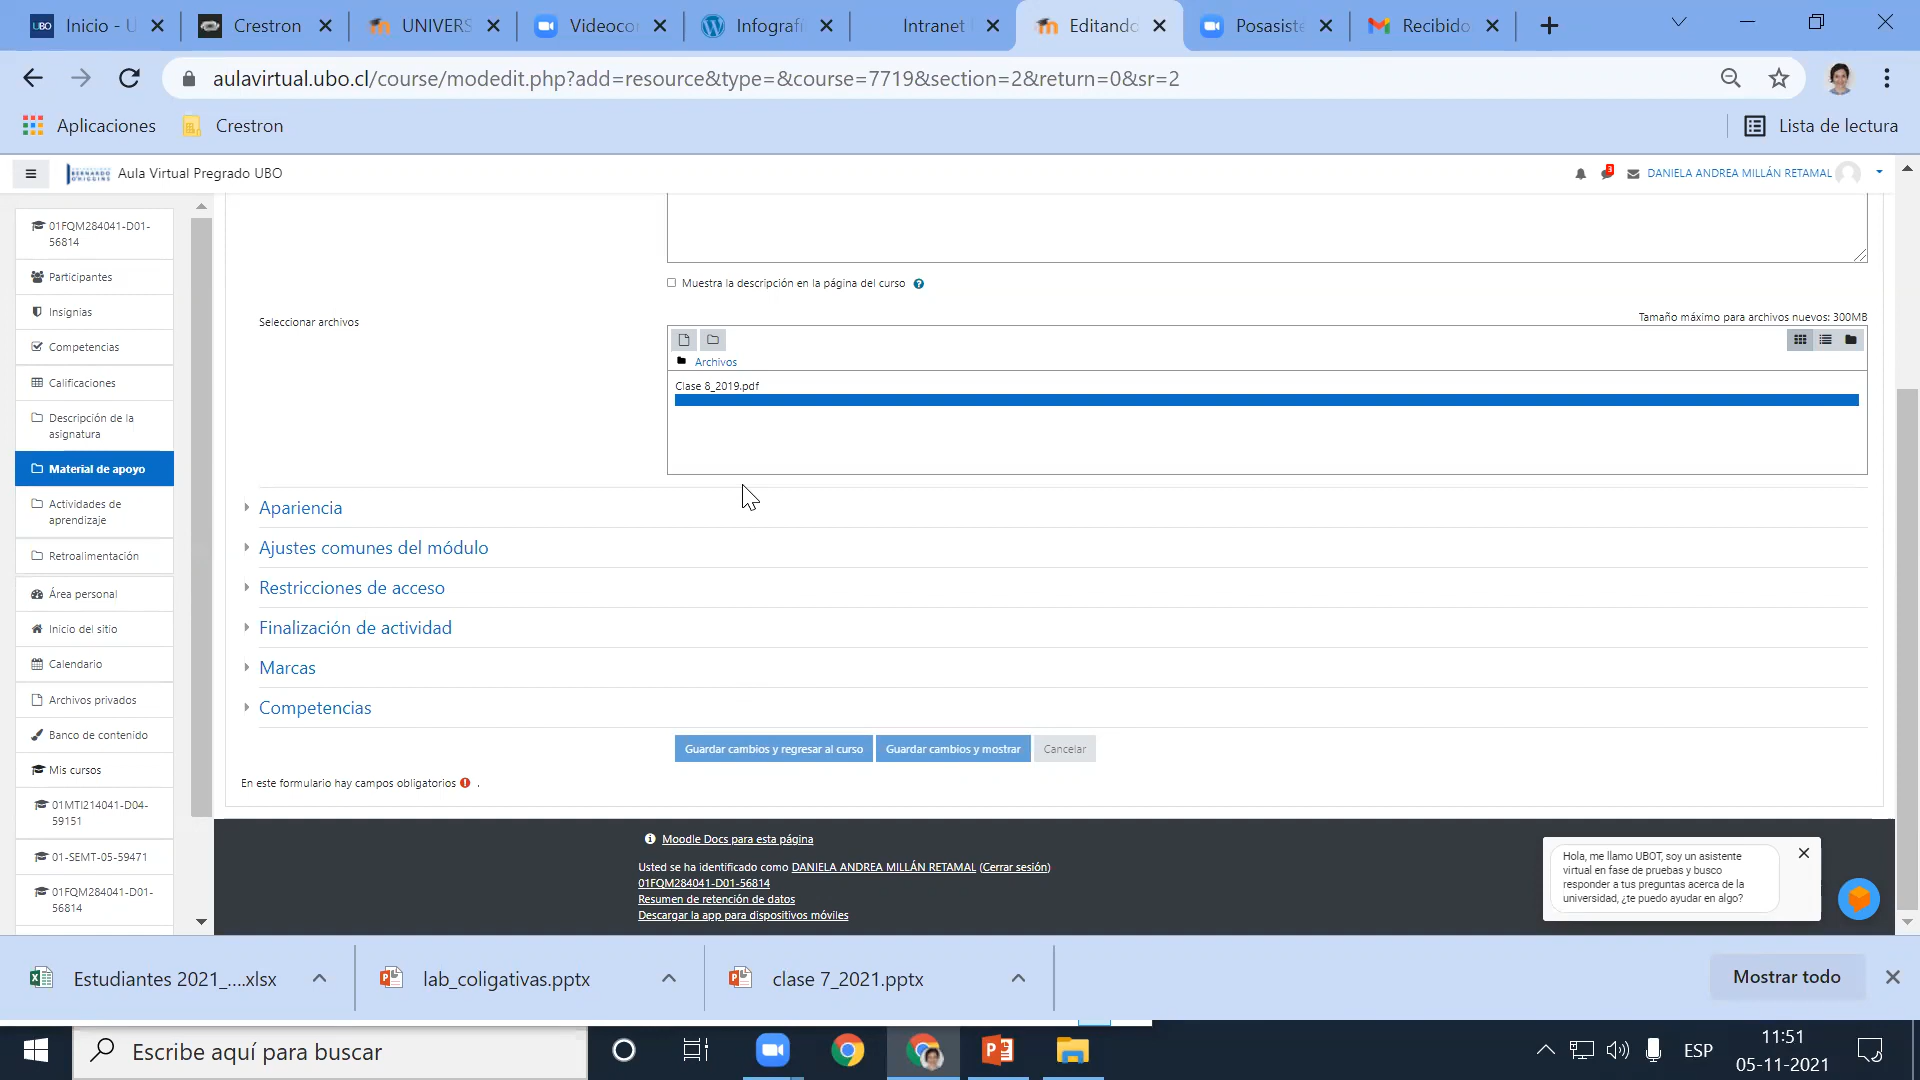 UBO Inicio - U
Crestron
UNIVERS
Videoco
Infografí
Intranet
Editando
Posasiste
Recibido
aulavirtual.ubo.cl/course/modedit.php?add=resource&type=&course=7719&section=2&return=0&sr=2
Aplicaciones
Crestron
Lista de lectura
BERNARDO
O'HIGGINS
Aula Virtual Pregrado UBO
3
DANIELA ANDREA MILLÁN RETAMAL
01FQM284041-D01-
56814
Participantes
Insignias
Competencias
Calificaciones
Descripción de la
asignatura
Material de apoyo
Actividades de
aprendizaje
Retroalimentación
Área personal
Inicio del sitio
Calendario
Archivos privados
Banco de contenido
Mis cursos
01MTI214041-D04-
59151
01-SEMT-05-59471
01FQM284041-D01-
56814
Muestra la descripción en la página del curso
Seleccionar archivos
Tamaño máximo para archivos nuevos: 300MB
Archivos
Clase 8_2019.pdf
Apariencia
Ajustes comunes del módulo
Restricciones de acceso
Finalización de actividad
Marcas
Competencias
Guardar cambios y regresar al curso
Guardar cambios y mostrar
Cancelar
En este formulario hay campos obligatorios .
Moodle Docs para esta página
Usted se ha identificado como DANIELA ANDREA MILLÁN RETAMAL (Cerrar sesión)
01FQM284041-D01-56814
Resumen de retención de datos
Descargar la app para dispositivos móviles
Hola, me llamo UBOT, soy un asistente
virtual en fase de pruebas y busco
responder a tus preguntas acerca de la
universidad, ¿te puedo ayudar en algo?
Estudiantes 2021_....xlsx
lab_coligativas.pptx
clase 7_2021.pptx
Mostrar todo
Escribe aquí para buscar
ESP
11:51
05-11-2021